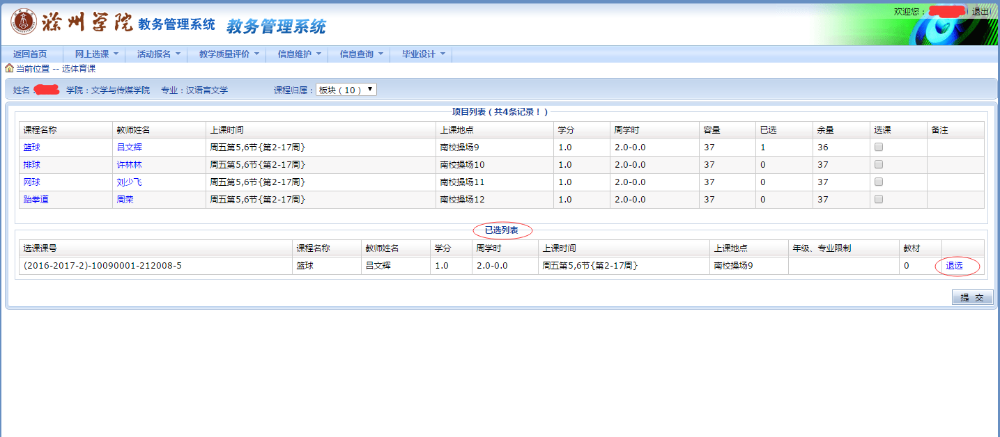 滁州学院 教务管理系统 教务管理系统 欢迎您： 退出
返回首页 网上选课 活动报名 教学质量评价 信息维护 信息查询 毕业设计
当前位置 -- 选体育课
姓名： 学院：文学与传媒学院 专业：汉语言文学 课程归属： 板块（10）
项目列表（共4条记录！）
课程名称 教师姓名 上课时间 上课地点 学分 周学时 容量 已选 余量 选课 备注
篮球 吕文辉 周五第5,6节{第2-17周} 南校操场9 1.0 2.0-0.0 37 1 36
排球 许林林 周五第5,6节{第2-17周} 南校操场10 1.0 2.0-0.0 37 0 37
网球 刘少飞 周五第5,6节{第2-17周} 南校操场11 1.0 2.0-0.0 37 0 37
跆拳道 周荣 周五第5,6节{第2-17周} 南校操场12 1.0 2.0-0.0 37 0 37
已选列表
选课课号 课程名称 教师姓名 学分 周学时 上课时间 上课地点 年级、专业限制 教材
(2016-2017-2)-10090001-212008-5 篮球 吕文辉 1.0 2.0-0.0 周五第5,6节{第2-17周} 南校操场9 0 退选
提 交